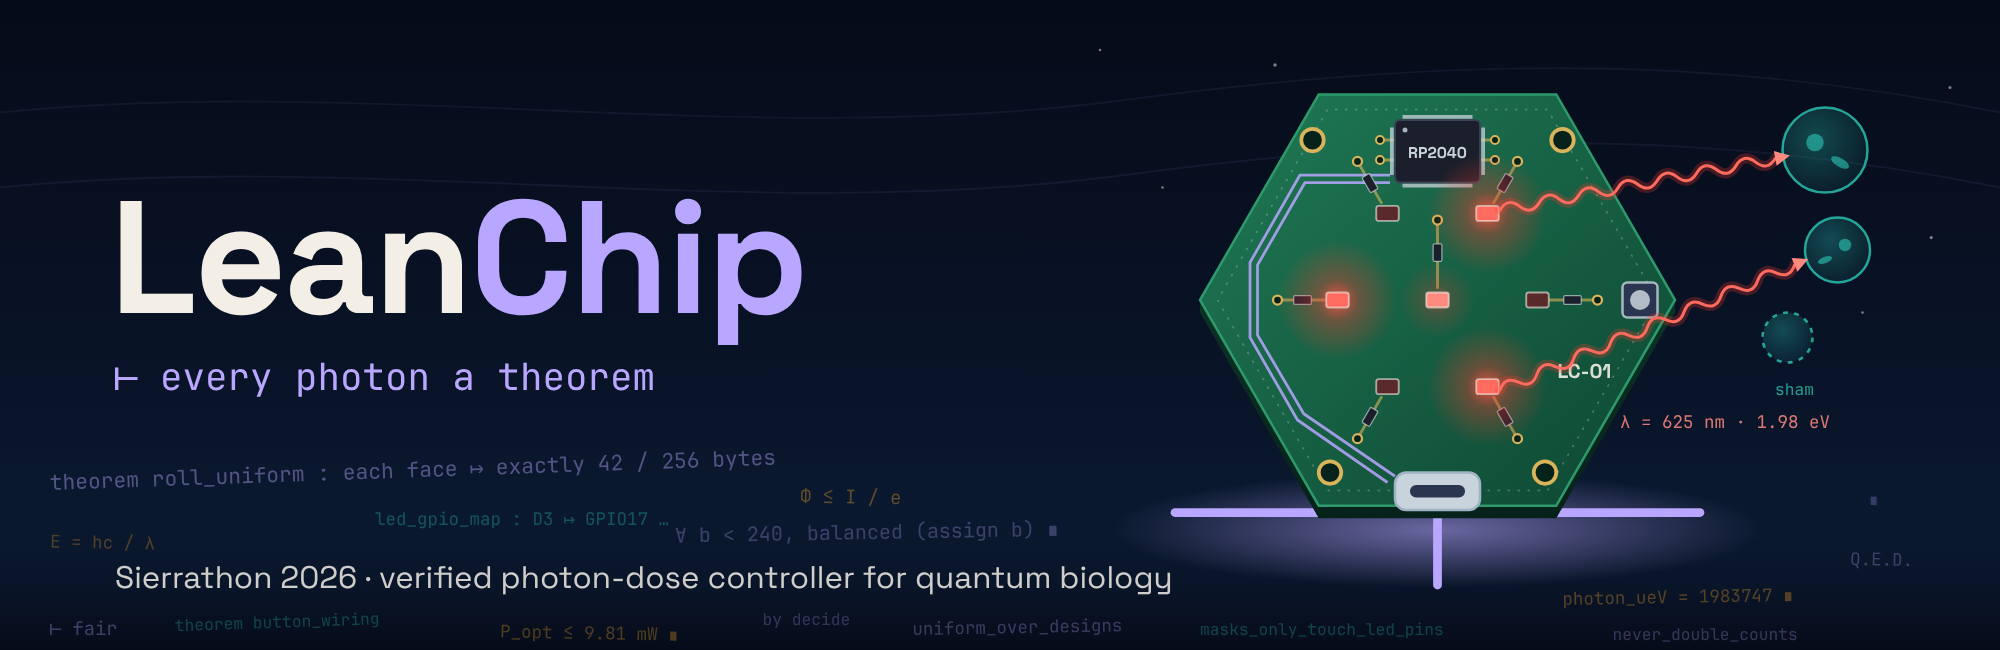 RP2040
LeanChip
⊢ every photon a theorem
LC-01
sham
λ = 625 nm · 1.98 eV
theorem roll_uniform : each face ↦ exactly 42 / 256 bytes
Φ ≤ I / e
led_gpio_map : D3 ↦ GPIO17 …
∀ b < 240, balanced (assign b) ∎
E = hc / λ
∎
Q.E.D.
Sierrathon 2026 · verified photon-dose controller for quantum biology
photon_ueV = 1983747 ∎
⊢ fair
theorem button_wiring
P_opt ≤ 9.81 mW ∎
by decide
uniform_over_designs
masks_only_touch_led_pins
never_double_counts